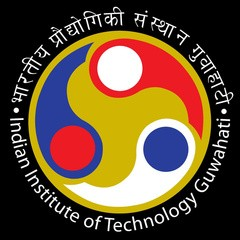 भारतीय प्रौद्योगिकी संस्थान गुवाहाटी
Indian Institute of Technology Guwahati